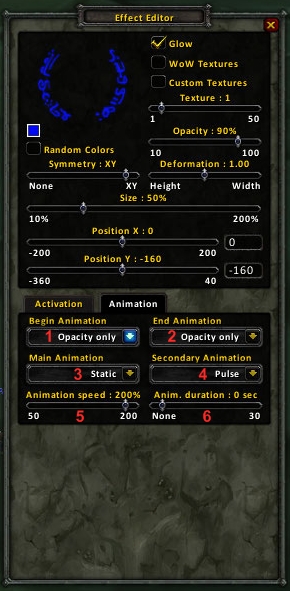 Effect Editor
Glow
WoW Textures
Custom Textures
Texture : 1
1 50
Opacity : 90%
10 100
Random Colors
Symmetry : XY
None XY
Deformation : 1.00
Height Width
Size : 50%
10% 200%
Position X : 0
-200 200 0
Position Y : -160
-360 40 -160
Activation Animation
Begin Animation End Animation
1 Opacity only 2 Opacity only
Main Animation Secondary Animation
3 Static 4 Pulse
Animation speed : 200% Anim. duration : 0 sec
50 5 200 None 6 30